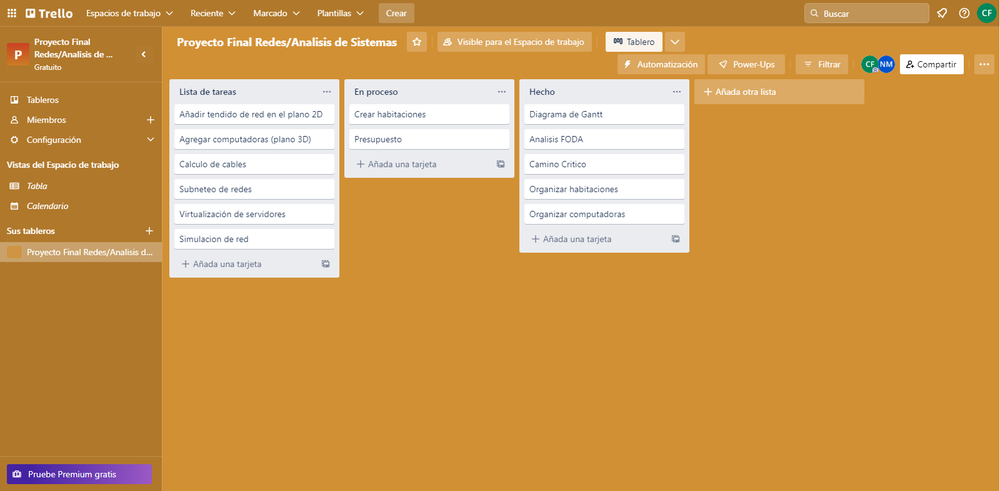 Trello
Espacios de trabajo
Reciente
Marcado
Plantillas
Crear
Buscar
CF
P
Proyecto Final
Redes/Analisis de ...
Gratuito
Tableros
Miembros
Configuración
Vistas del Espacio de trabajo
Tabla
Calendario
Sus tableros
Proyecto Final Redes/Analisis d...
Pruebe Premium gratis
Proyecto Final Redes/Analisis de Sistemas
Visible para el Espacio de trabajo
Tablero
Automatización
Power-Ups
Filtrar
CF
NM
Compartir
Lista de tareas
Añadir tendido de red en el plano 2D
Agregar computadoras (plano 3D)
Calculo de cables
Subneteo de redes
Virtualización de servidores
Simulacion de red
Añada una tarjeta
En proceso
Crear habitaciones
Presupuesto
Añada una tarjeta
Hecho
Diagrama de Gantt
Analisis FODA
Camino Critico
Organizar habitaciones
Organizar computadoras
Añada una tarjeta
Añada otra lista